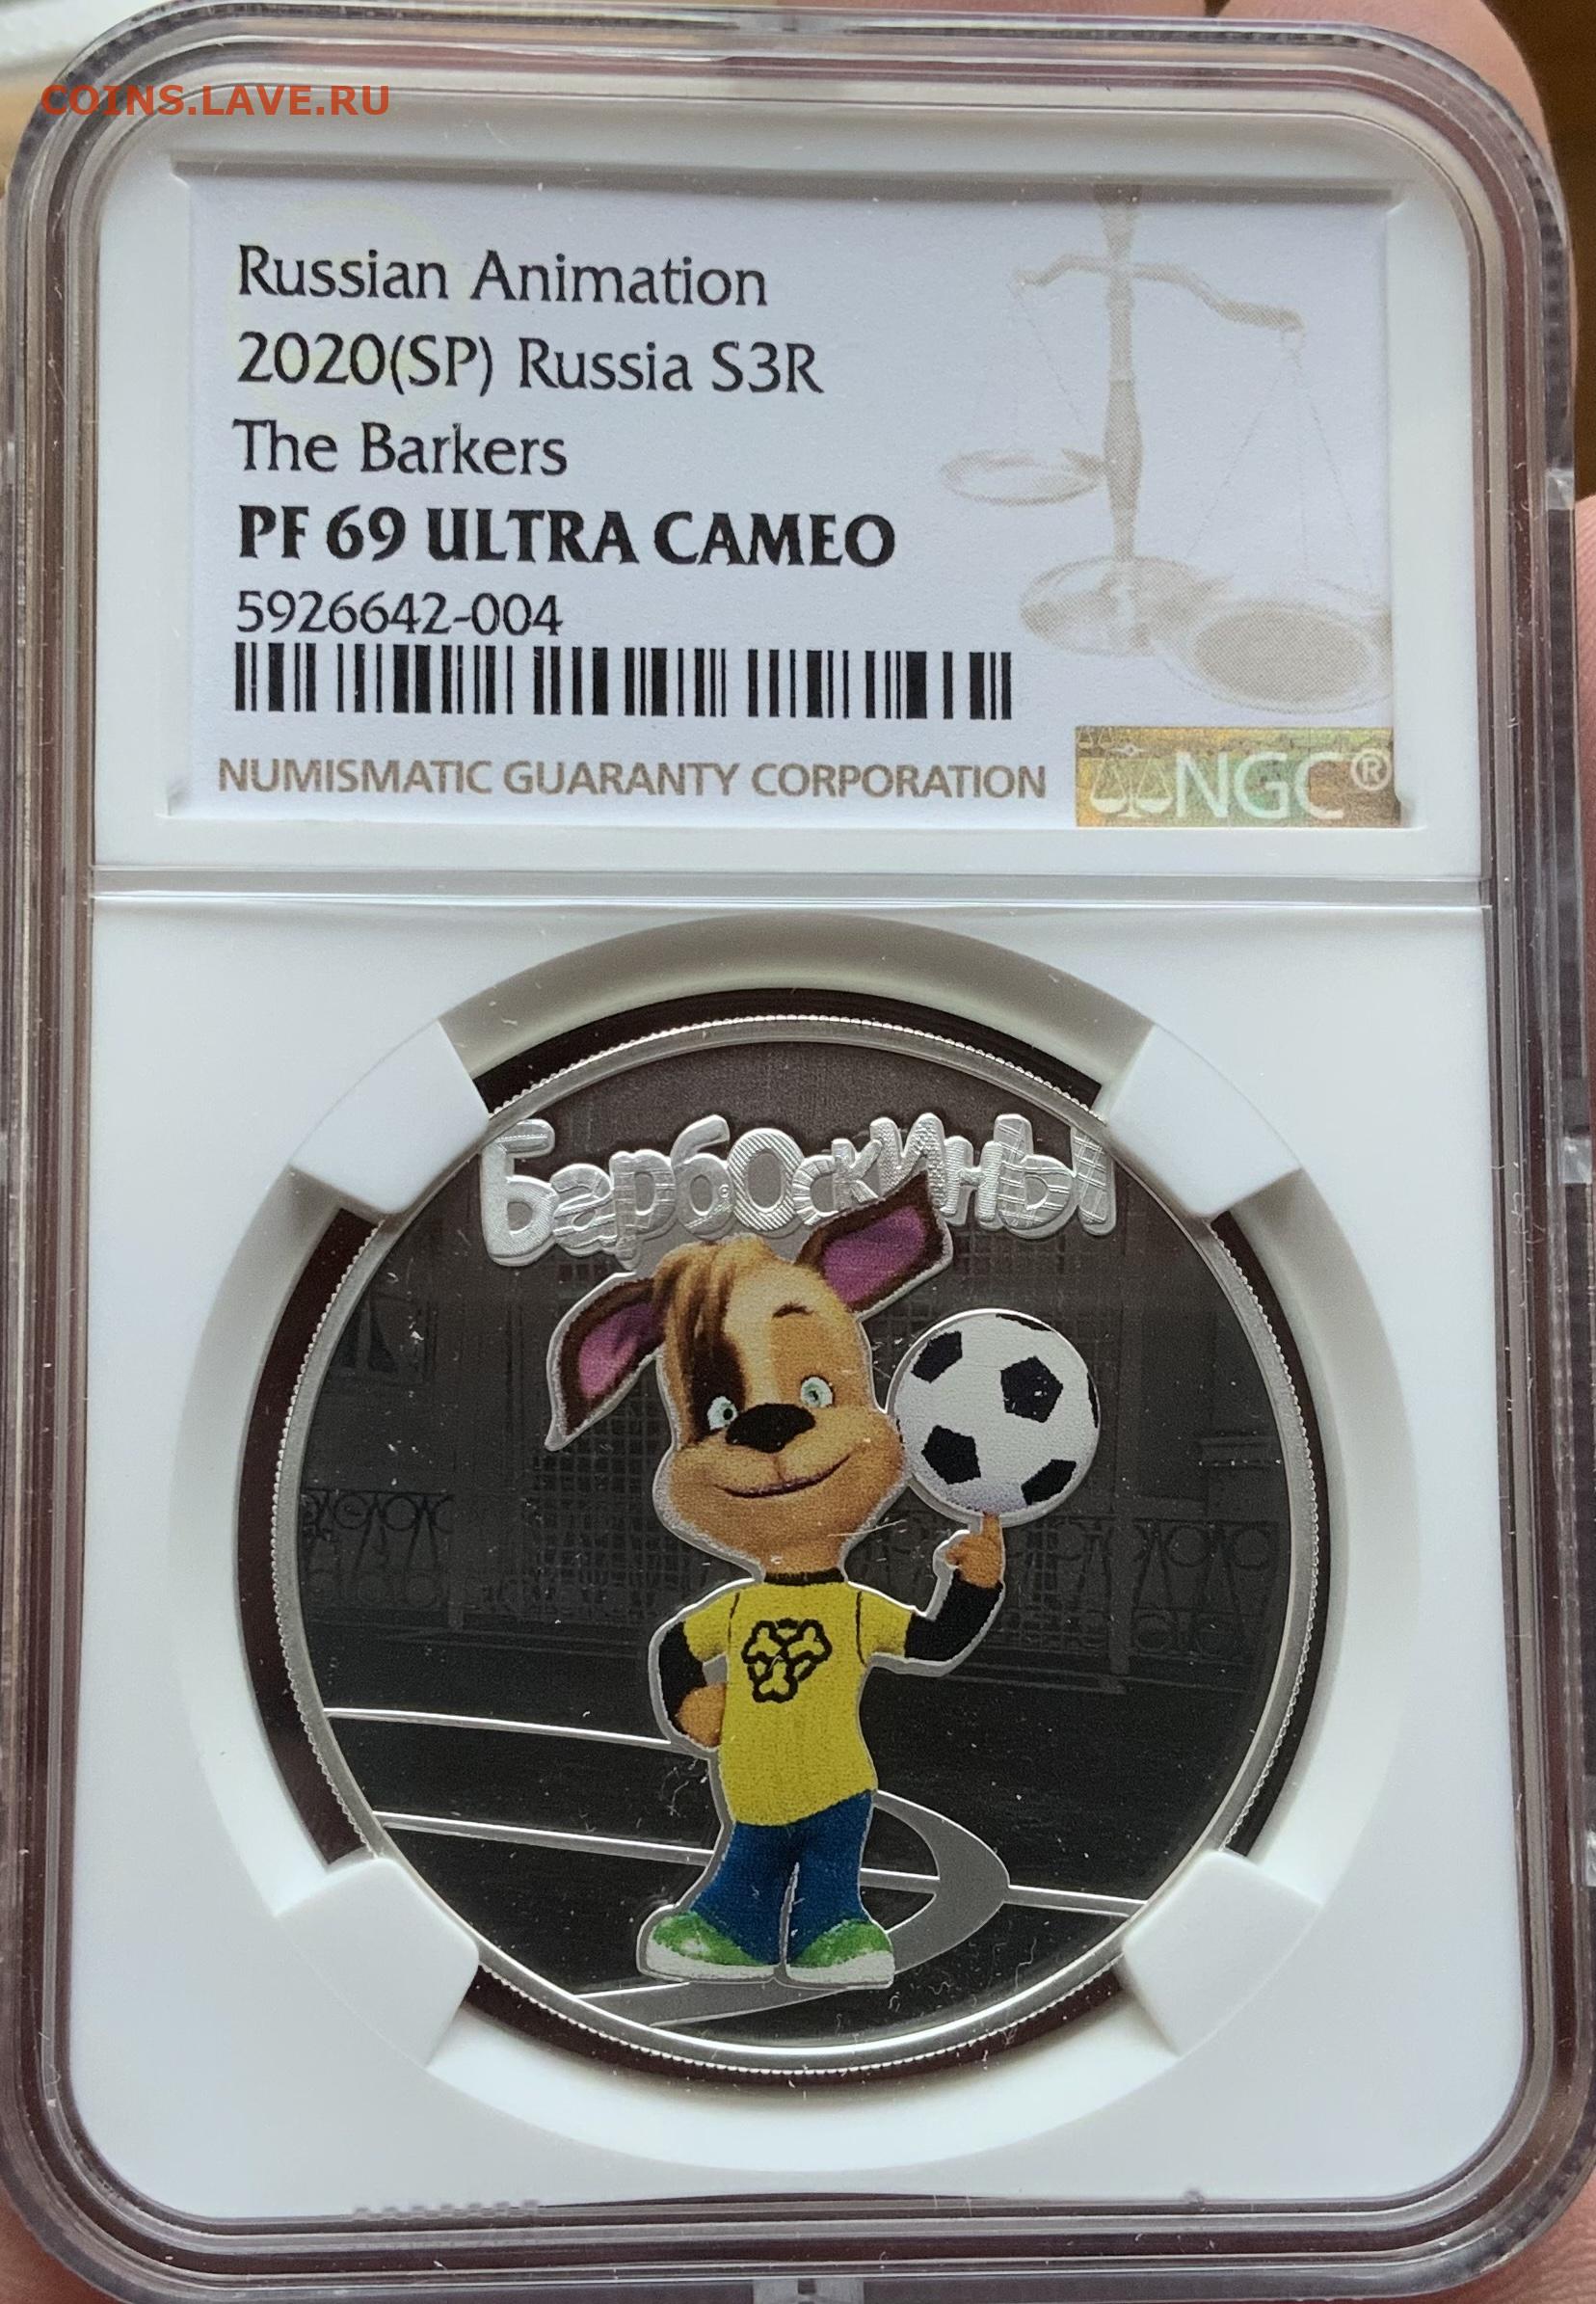 COINS.LAVE.RU
Russian Animation
2020(SP) Russia S3R
The Barkers
PF 69 ULTRA CAMEO
5926642-004
NUMISMATIC GUARANTY CORPORATION
NGC®
Барбоскины